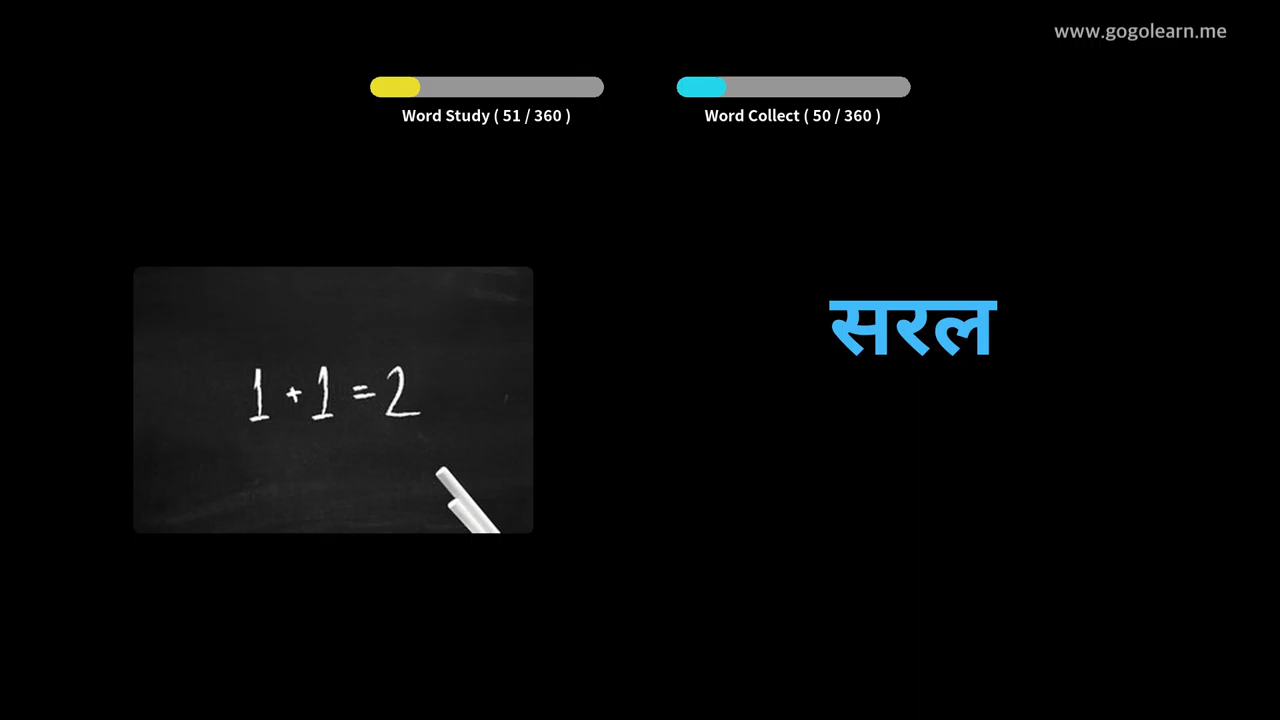 www.gogolearn.me
Word Study ( 51 / 360 )
Word Collect ( 50 / 360 )
सरल
1 + 1 = 2